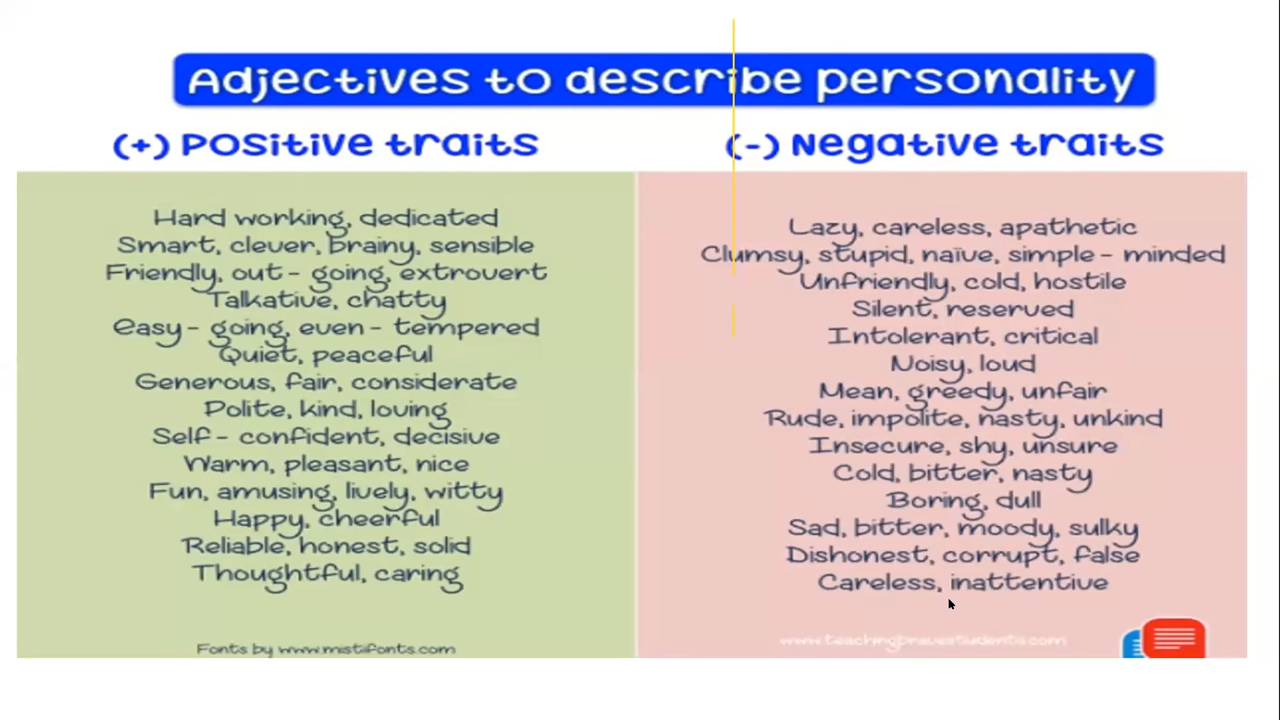 Adjectives to describe personality
(+) Positive traits
Hard working, dedicated
Smart, clever, brainy, sensible
Friendly, out - going, extrovert
Talkative, chatty
Easy - going, even - tempered
Quiet, peaceful
Generous, fair, considerate
Polite, kind, loving
Self - confident, decisive
Warm, pleasant, nice
Fun, amusing, lively, witty
Happy, cheerful
Reliable, honest, solid
Thoughtful, caring
Fonts by www.mistifonts.com
(-) Negative traits
Lazy, careless, apathetic
Clumsy, stupid, naïve, simple - minded
Unfriendly, cold, hostile
Silent, reserved
Intolerant, critical
Noisy, loud
Mean, greedy, unfair
Rude, impolite, nasty, unkind
Insecure, shy, unsure
Cold, bitter, nasty
Boring, dull
Sad, bitter, moody, sulky
Dishonest, corrupt, false
Careless, inattentive